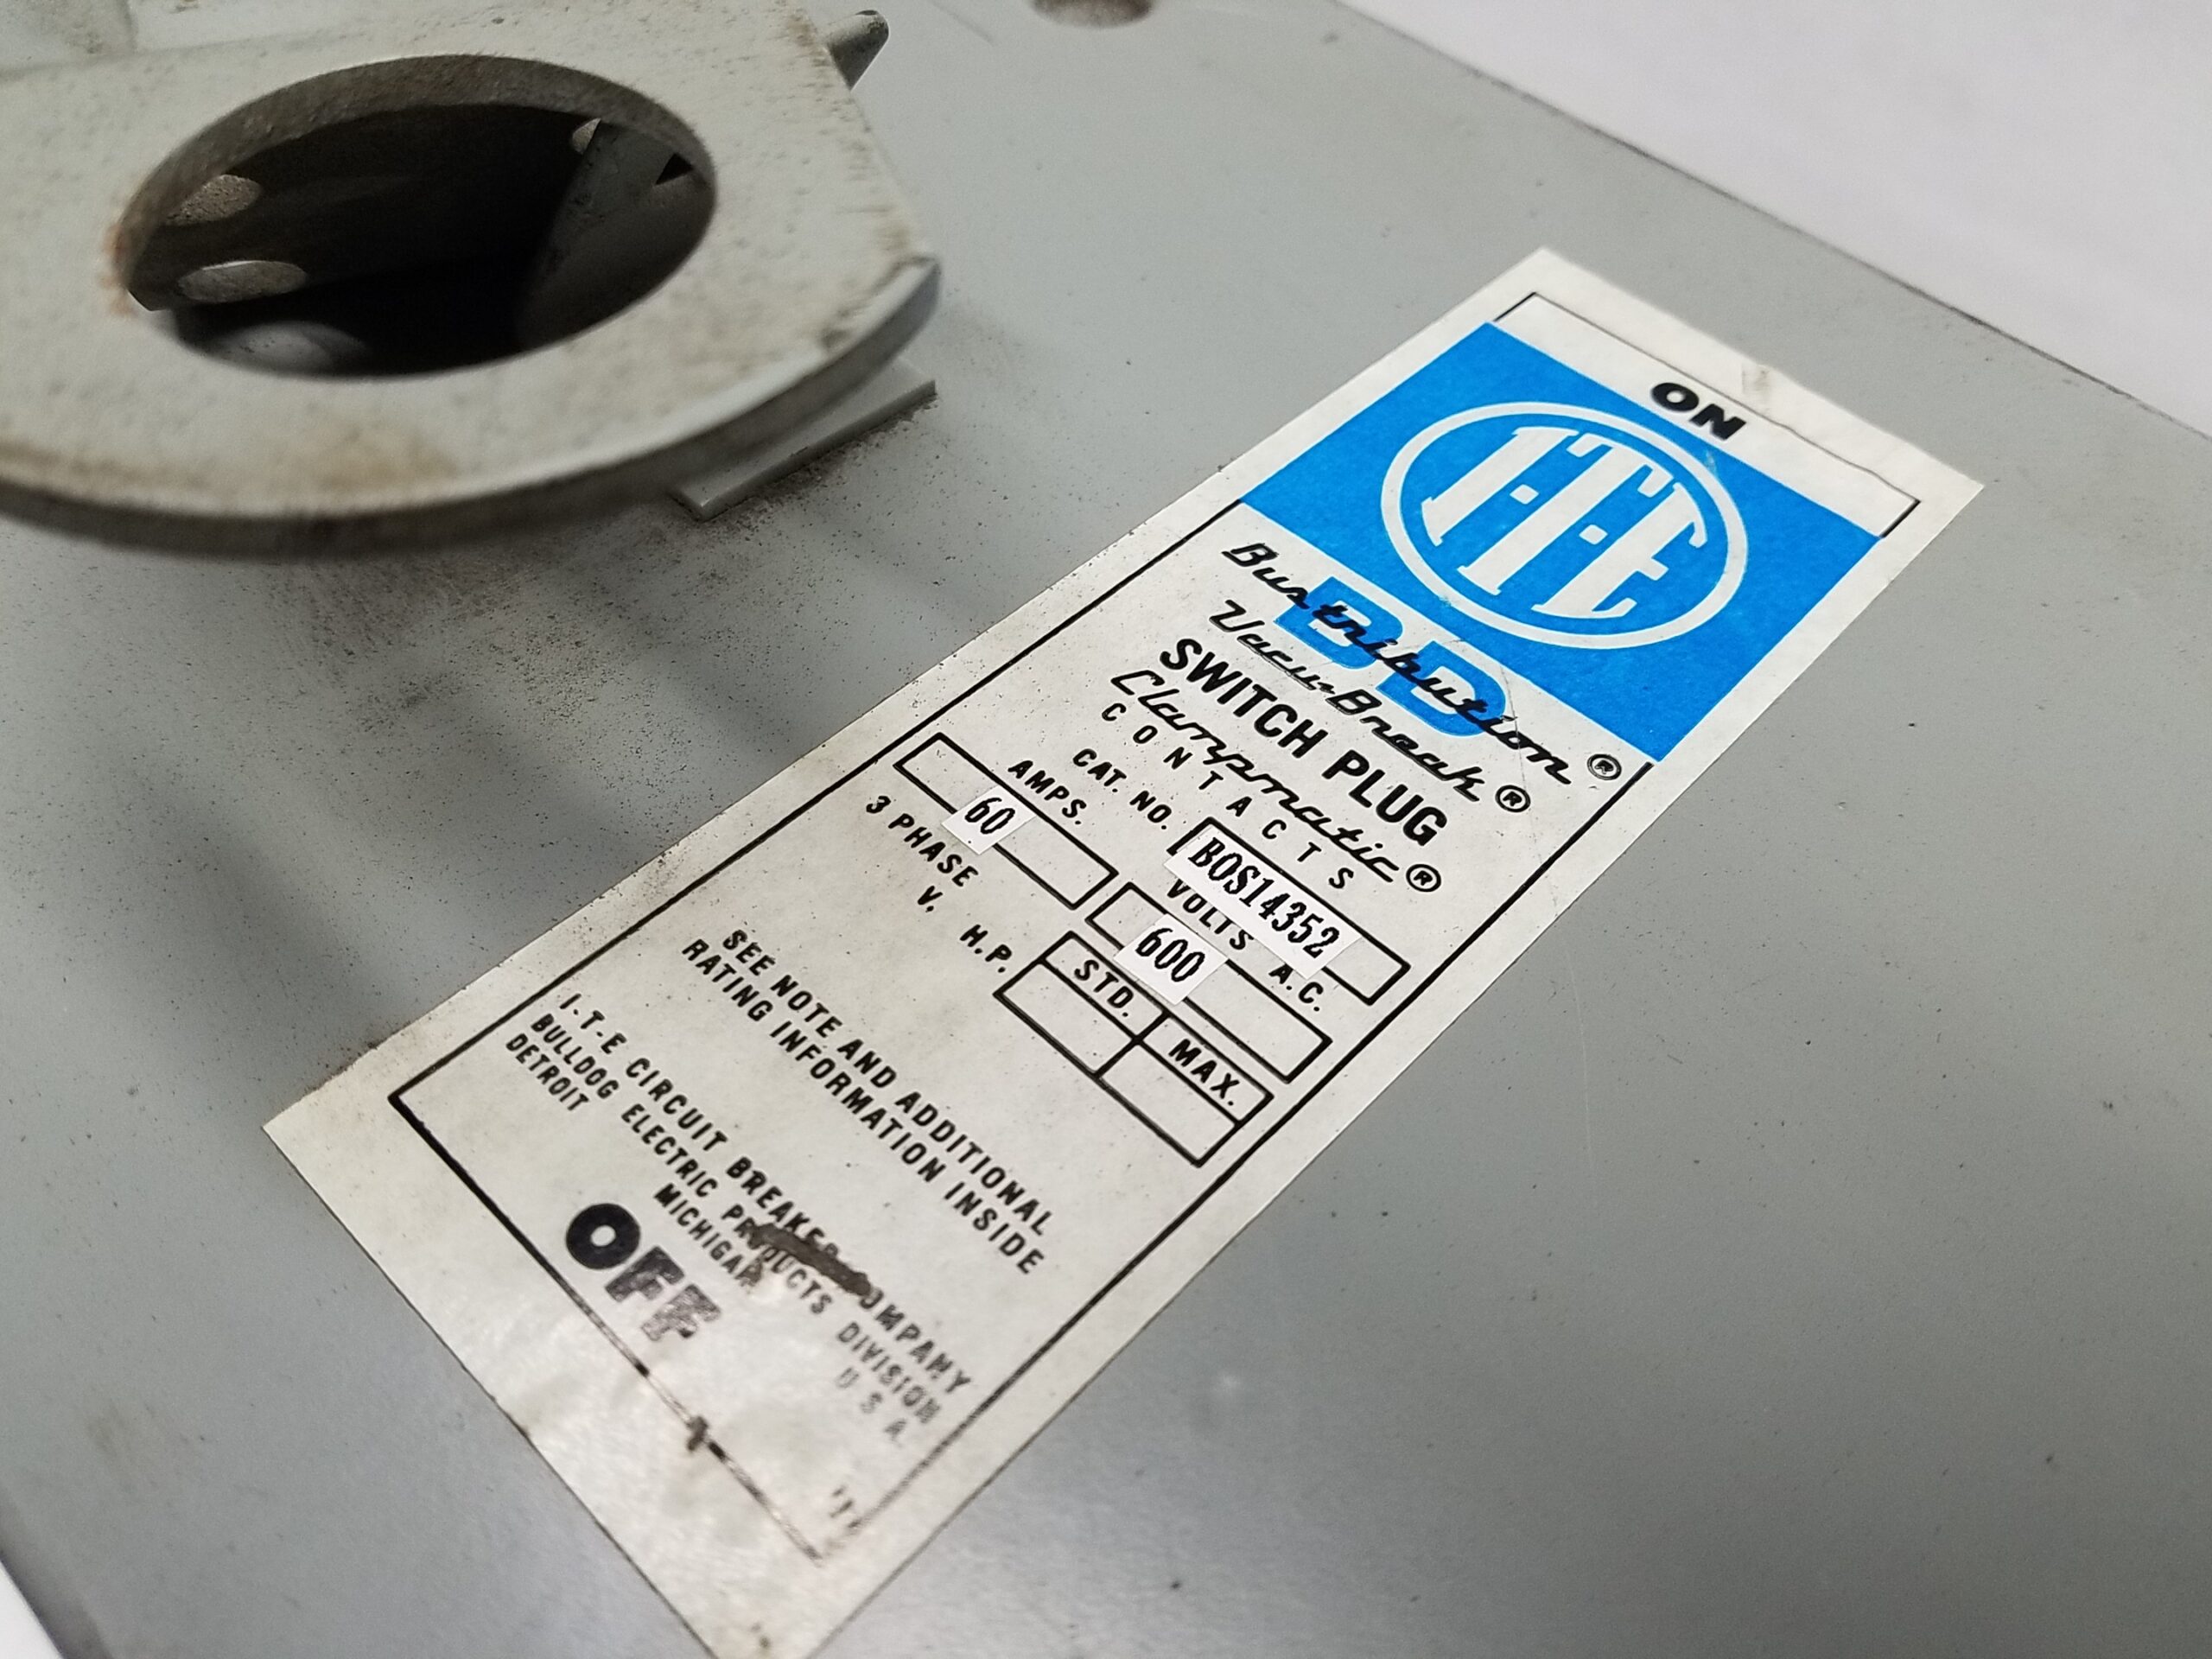 ON
I-T-E
BD
Bustribution®
Vacu-Break®
SWITCH PLUG
Clampmatic®
CONTACTS
CAT. NO. BOS14352
AMPS. VOLTS A.C.
60 600
3 PHASE STD. MAX.
V. H.P.
SEE NOTE AND ADDITIONAL
RATING INFORMATION INSIDE
I-T-E CIRCUIT BREAKER COMPANY
BULLDOG ELECTRIC PRODUCTS DIVISION
DETROIT MICHIGAN U.S.A.
OFF